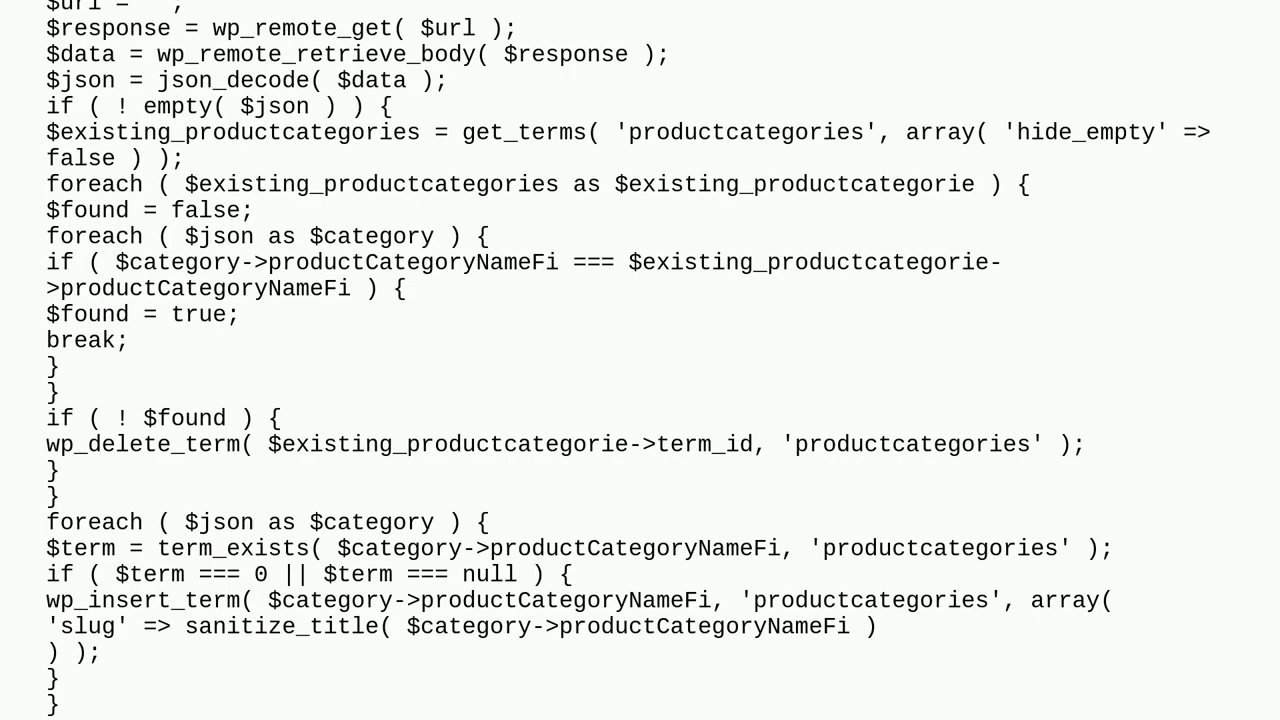 $url = '';
$response = wp_remote_get( $url );
$data = wp_remote_retrieve_body( $response );
$json = json_decode( $data );
if ( ! empty( $json ) ) {
$existing_productcategories = get_terms( 'productcategories', array( 'hide_empty' =>
false ) );
foreach ( $existing_productcategories as $existing_productcategorie ) {
$found = false;
foreach ( $json as $category ) {
if ( $category->productCategoryNameFi === $existing_productcategorie-
>productCategoryNameFi ) {
$found = true;
break;
}
}
if ( ! $found ) {
wp_delete_term( $existing_productcategorie->term_id, 'productcategories' );
}
}
foreach ( $json as $category ) {
$term = term_exists( $category->productCategoryNameFi, 'productcategories' );
if ( $term === 0 || $term === null ) {
wp_insert_term( $category->productCategoryNameFi, 'productcategories', array(
'slug' => sanitize_title( $category->productCategoryNameFi )
) );
}
}